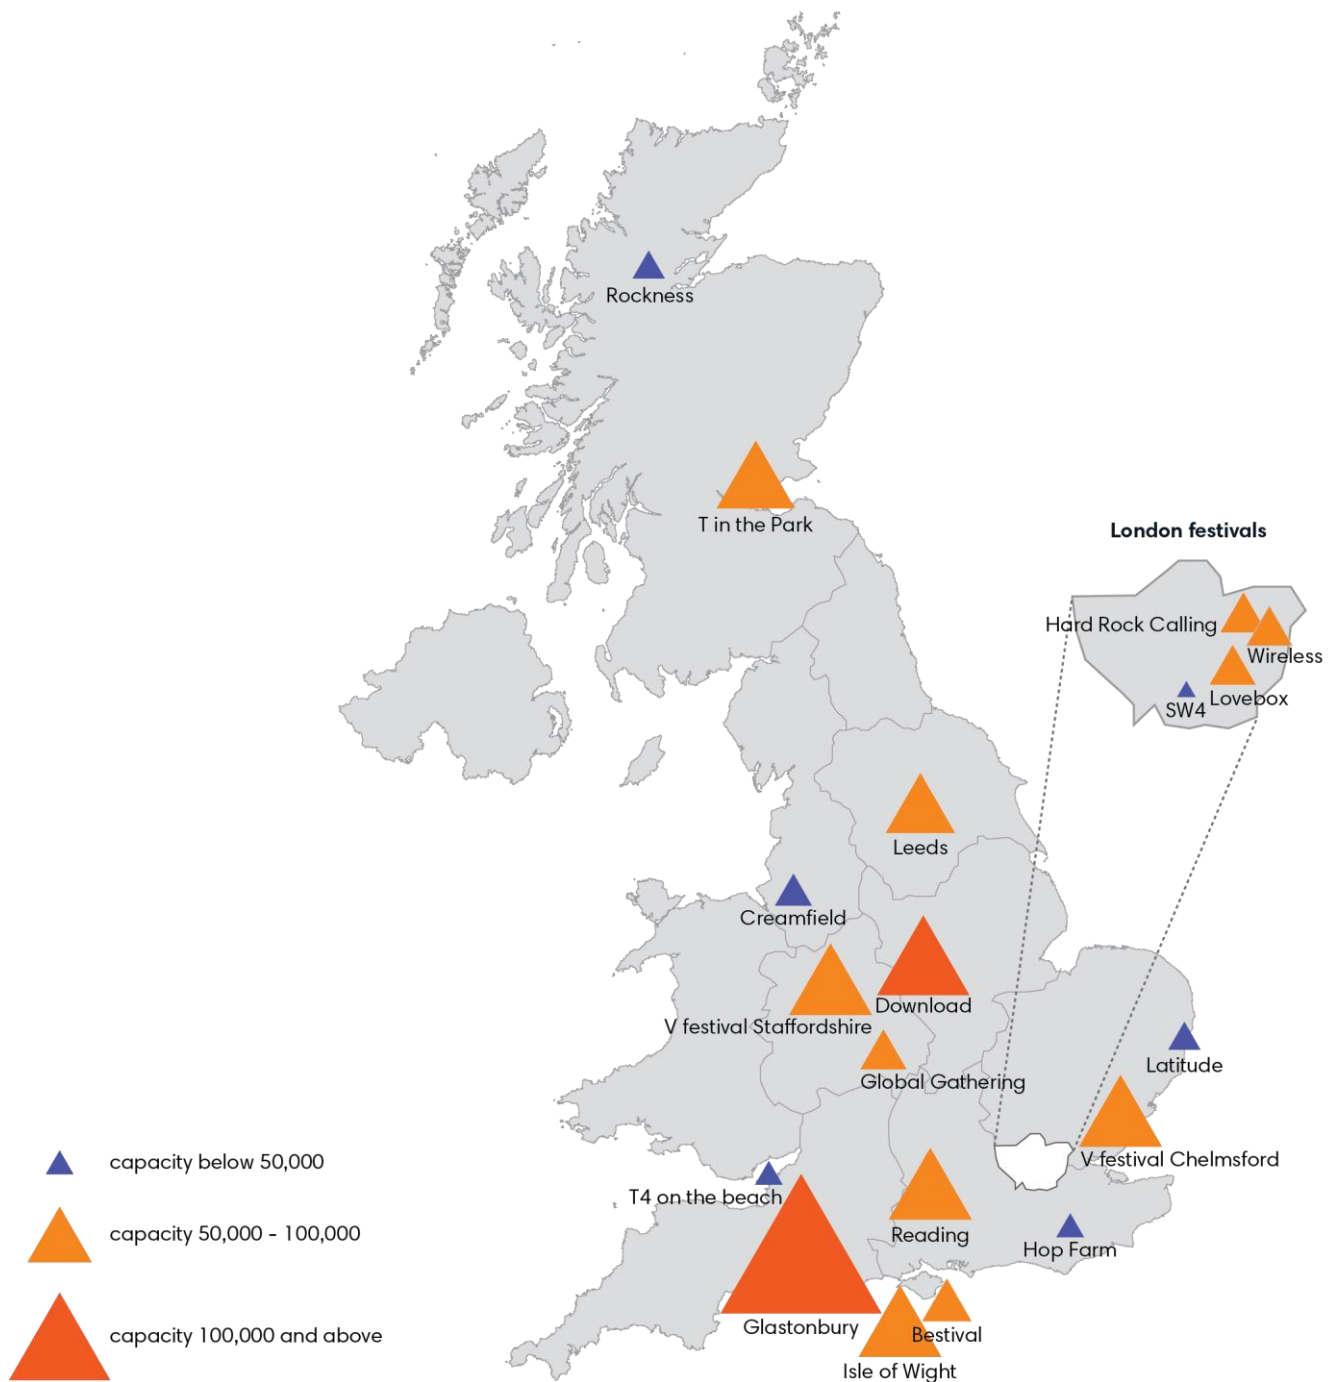 Rockness
T in the Park
London festivals
Hard Rock Calling
Wireless
Lovebox
SW4
Leeds
Creamfield
Download
V festival Staffordshire
Latitude
Global Gathering
V festival Chelmsford
capacity below 50,000
T4 on the beach
capacity 50,000 - 100,000
Reading
Hop Farm
Glastonbury
Bestival
capacity 100,000 and above
Isle of Wight